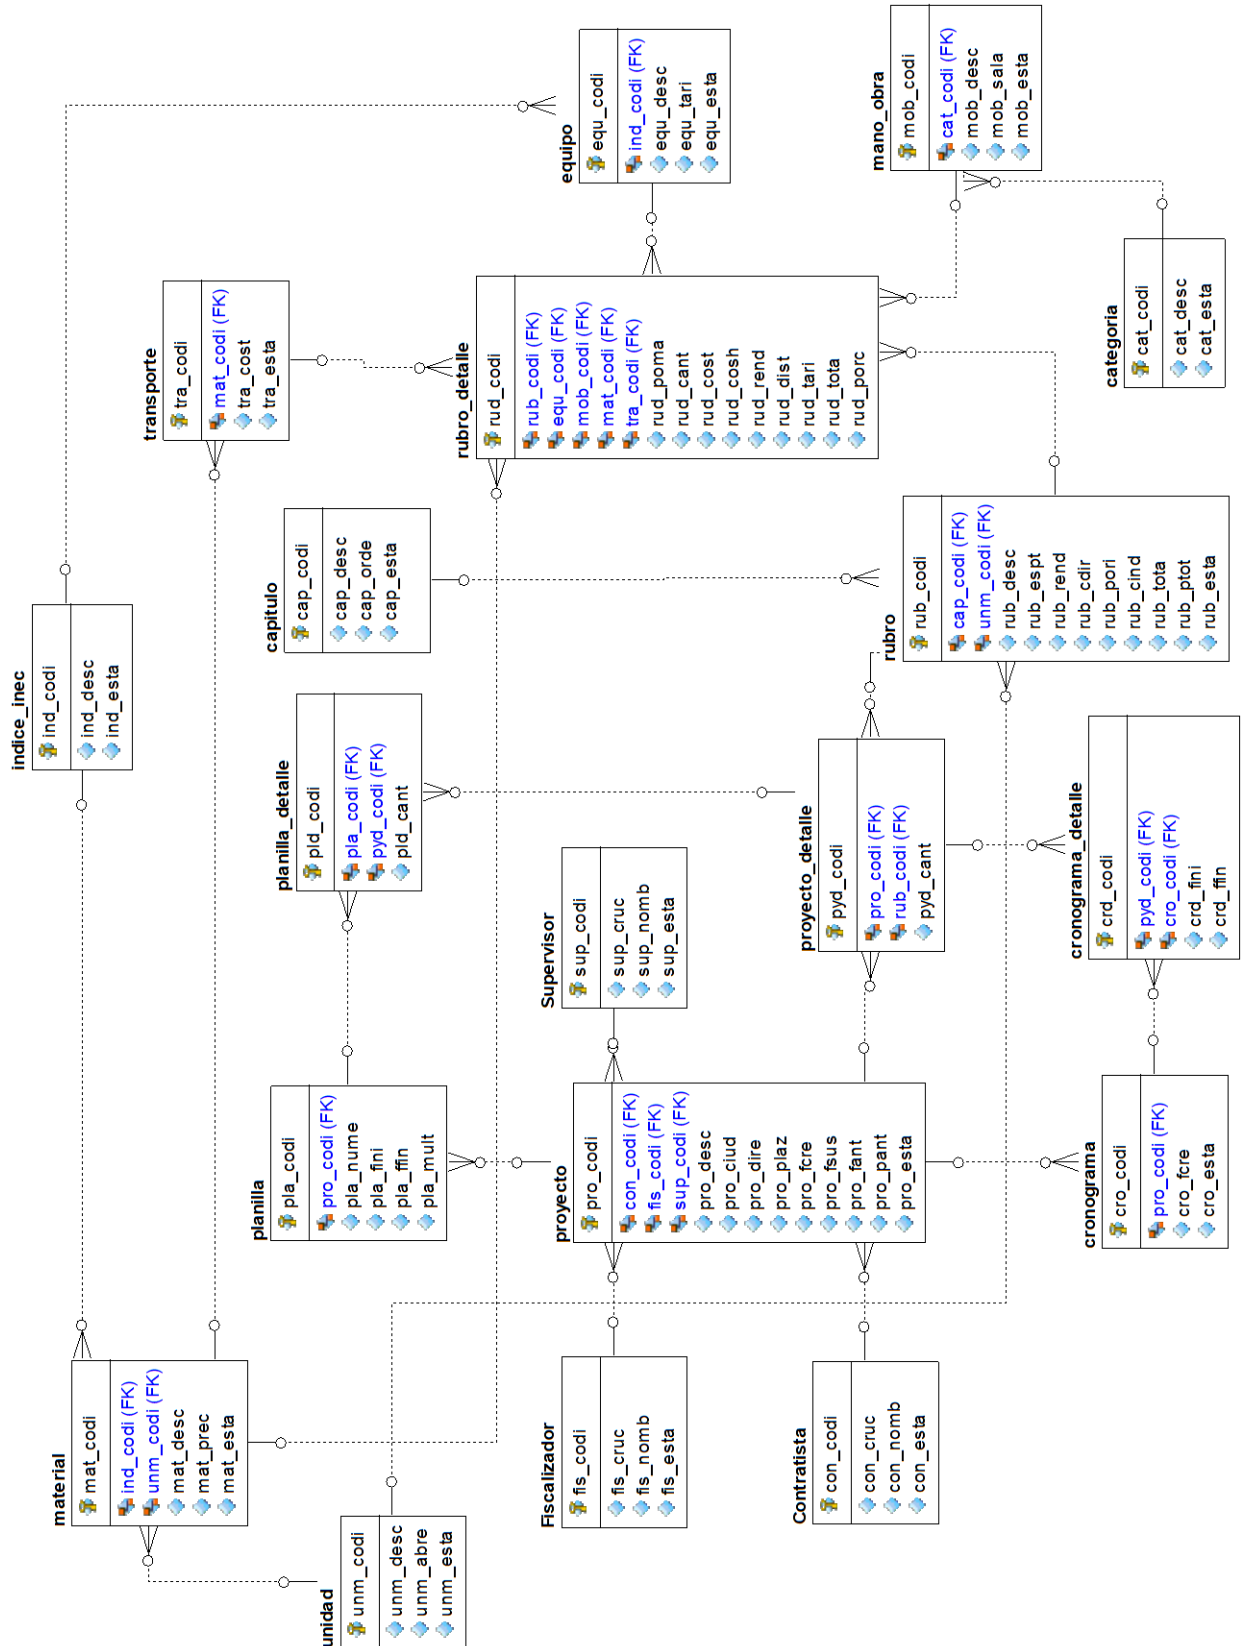 material
mat_codi
ind_codi (FK)
unm_codi (FK)
mat_desc
mat_prec
mat_esta
indice_inec
ind_codi
ind_desc
ind_esta
unidad
unm_codi
unm_desc
unm_abre
unm_esta
transporte
tra_codi
mat_codi (FK)
tra_cost
tra_esta
planilla
pla_codi
pro_codi (FK)
pla_nume
pla_fini
pla_ffin
pla_mult
planilla_detalle
pld_codi
pla_codi (FK)
pyd_codi (FK)
pld_cant
capitulo
cap_codi
cap_desc
cap_orde
cap_esta
rubro_detalle
rud_codi
rub_codi (FK)
equ_codi (FK)
mob_codi (FK)
mat_codi (FK)
tra_codi (FK)
rud_poma
rud_cant
rud_cost
rud_cosh
rud_rend
rud_dist
rud_tari
rud_tota
rud_porc
equipo
equ_codi
ind_codi (FK)
equ_desc
equ_tari
equ_esta
Fiscalizador
fis_codi
fis_cruc
fis_nomb
fis_esta
proyecto
pro_codi
con_codi (FK)
fis_codi (FK)
sup_codi (FK)
pro_desc
pro_ciud
pro_dire
pro_plaz
pro_fcre
pro_fsus
pro_fant
pro_pant
pro_esta
Supervisor
sup_codi
sup_cruc
sup_nomb
sup_esta
Contratista
con_codi
con_cruc
con_nomb
con_esta
proyecto_detalle
pyd_codi
pro_codi (FK)
rub_codi (FK)
pyd_cant
rubro
rub_codi
cap_codi (FK)
unm_codi (FK)
rub_desc
rub_espt
rub_rend
rub_cdir
rub_pori
rub_cind
rub_tota
rub_ptot
rub_esta
mano_obra
mob_codi
cat_codi (FK)
mob_desc
mob_sala
mob_esta
cronograma
cro_codi
pro_codi (FK)
cro_fcre
cro_esta
cronograma_detalle
crd_codi
pyd_codi (FK)
cro_codi (FK)
crd_fini
crd_ffin
categoria
cat_codi
cat_desc
cat_esta